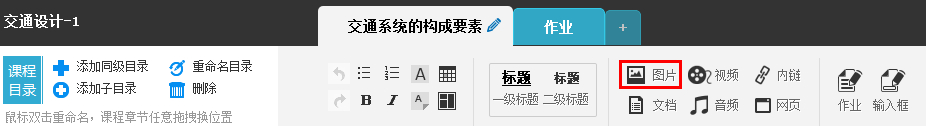 交通设计-1
交通系统的构成要素
作业
+
课程目录
添加同级目录
重命名目录
添加子目录
删除
鼠标双击重命名，课程章节任意拖拽换位置
B I A A
标题 标题
一级标题 二级标题
图片 视频 内链
文档 音频 网页
作业 输入框